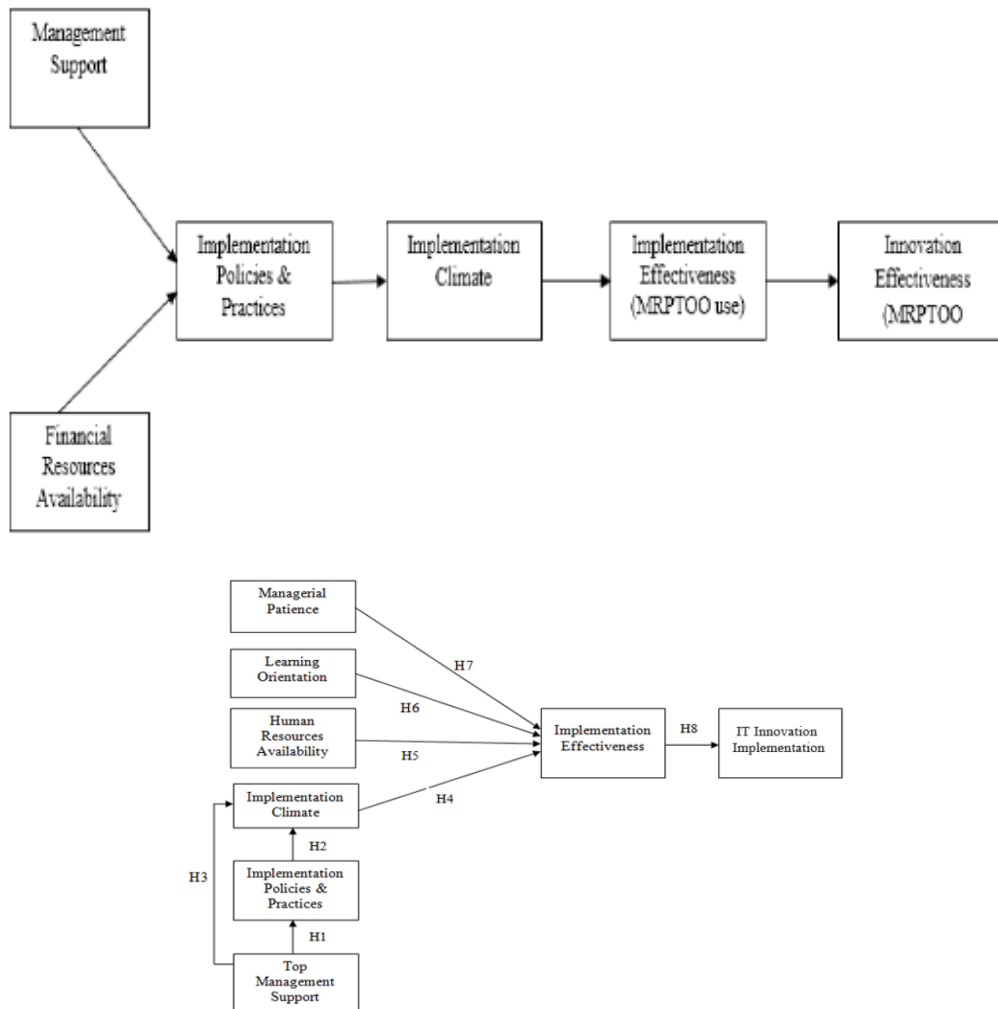 Management
Support
Implementation
Policies &
Practices
Implementation
Climate
Implementation
Effectiveness
(MRPTOO use)
Innovation
Effectiveness
(MRPTOO
Financial
Resources
Availability
Managerial
Patience
H7
Learning
Orientation
H6
Human
Resources
Availability
H5
Implementation
Effectiveness
H8
IT Innovation
Implementation
Implementation
Climate
H4
H2
H3
Implementation
Policies &
Practices
H1
Top
Management
Support